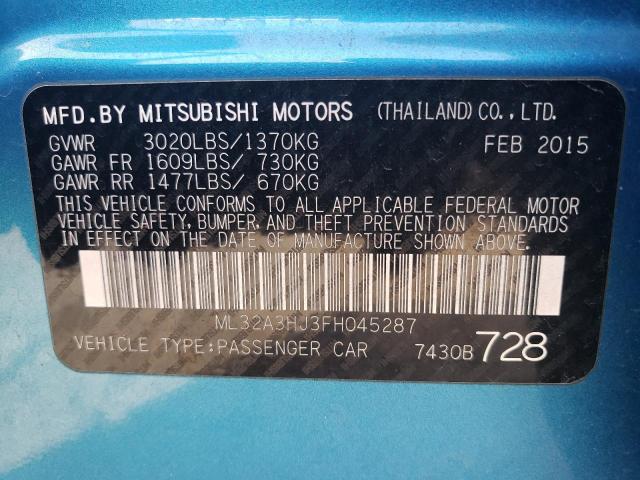 MFD.BY MITSUBISHI MOTORS (THAILAND)CO.,LTD.
GVWR 3020LBS/1370KG FEB 2015
GAWR FR 1609LBS/ 730KG
GAWR RR 1477LBS/ 670KG
THIS VEHICLE CONFORMS TO ALL APPLICABLE FEDERAL MOTOR
VEHICLE SAFETY, BUMPER, AND THEFT PREVENTION STANDARDS
IN EFFECT ON THE DATE OF MANUFACTURE SHOWN ABOVE.
ML32A3HJ3FH045287
VEHICLE TYPE:PASSENGER CAR 7430B 728